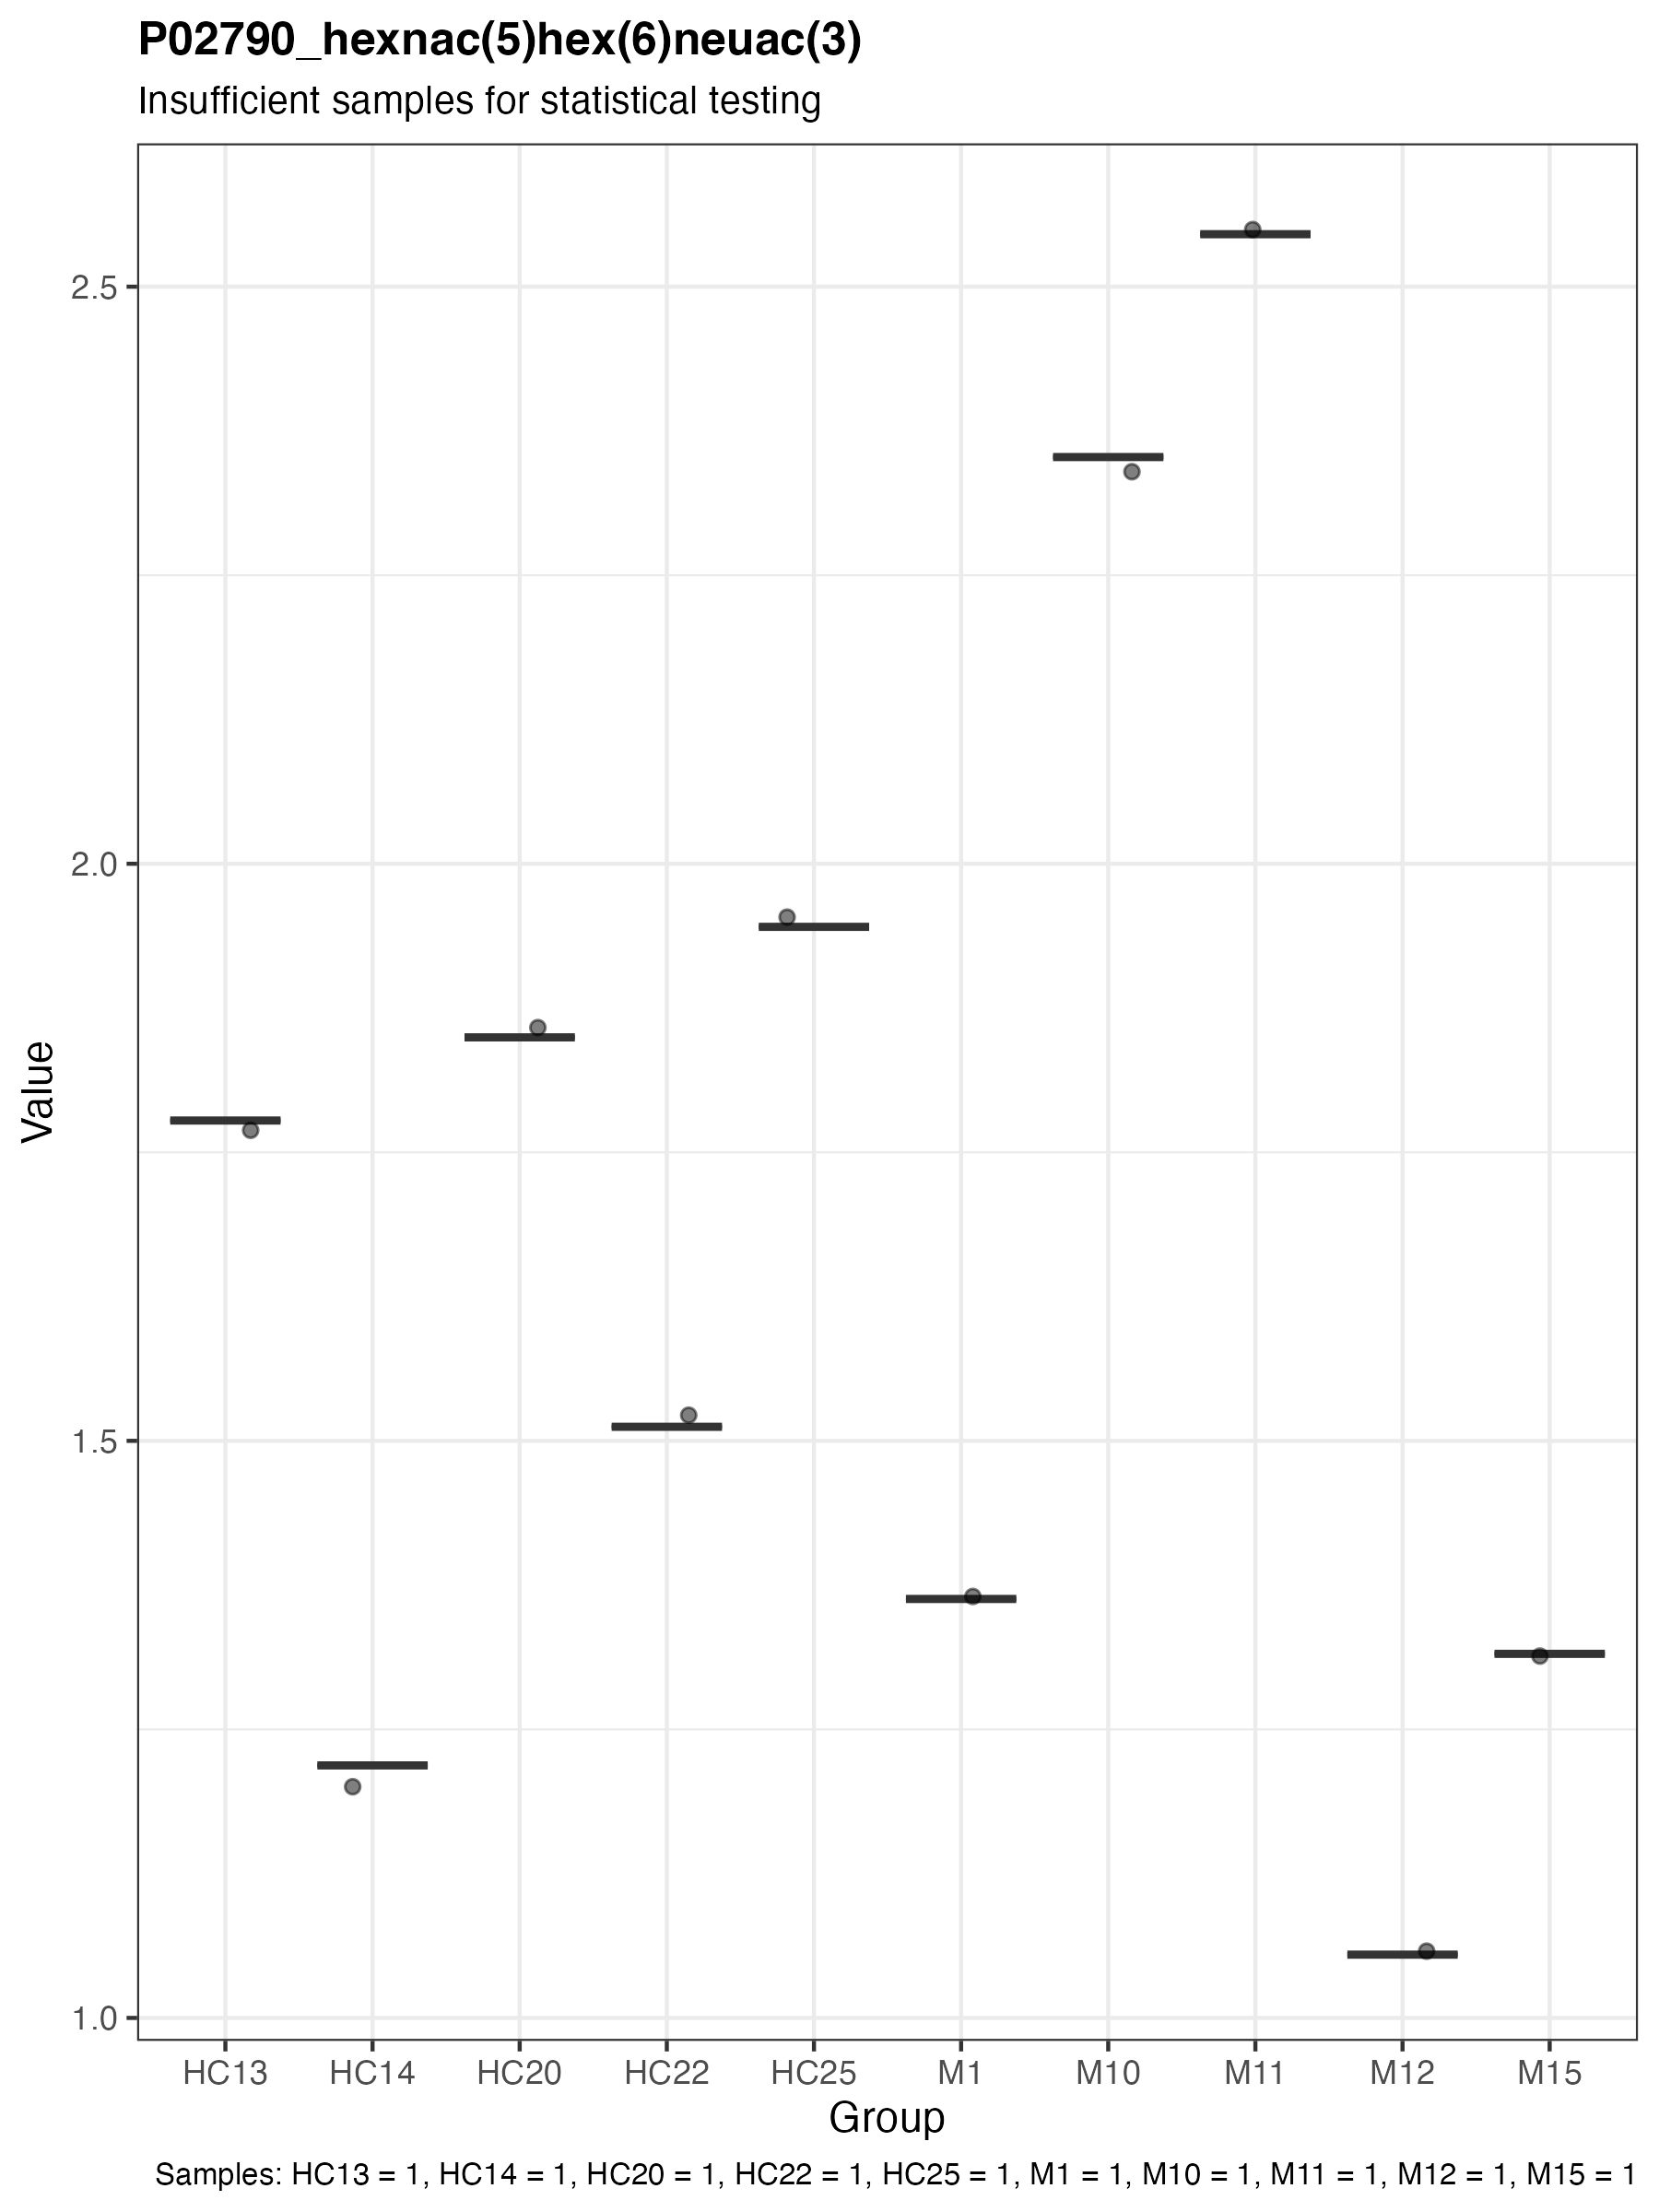 P02790_hexnac(5)hex(6)neuac(3)
Insufficient samples for statistical testing
2.5
2.0
1.5
1.0
Value
HC13 HC14 HC20 HC22 HC25 M1 M10 M11 M12 M15
Group
Samples: HC13 = 1, HC14 = 1, HC20 = 1, HC22 = 1, HC25 = 1, M1 = 1, M10 = 1, M11 = 1, M12 = 1, M15 = 1